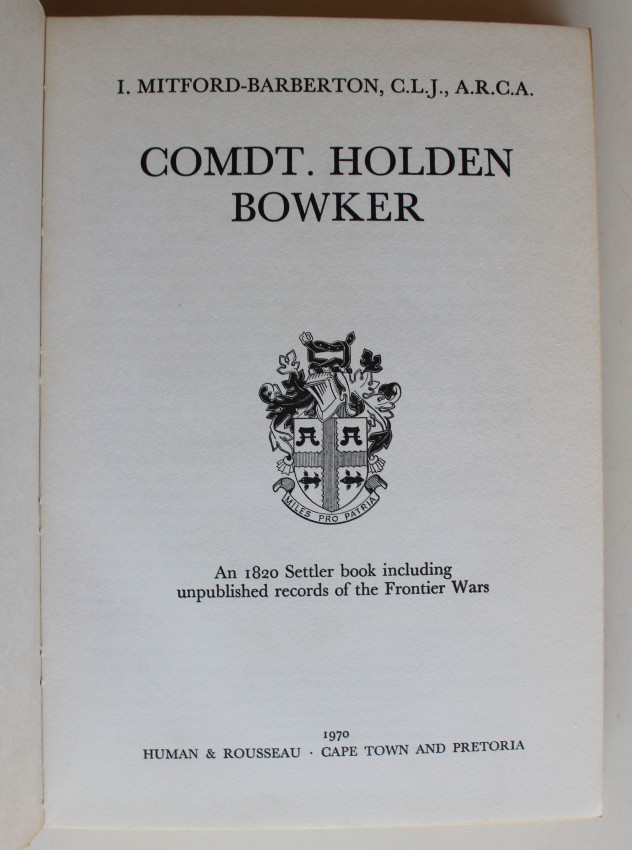 I. MITFORD-BARBERTON, C.L.J., A.R.C.A.
COMDT. HOLDEN
BOWKER
MILES PRO PATRIA
An 1820 Settler book including
unpublished records of the Frontier Wars
1970
HUMAN & ROUSSEAU · CAPE TOWN AND PRETORIA